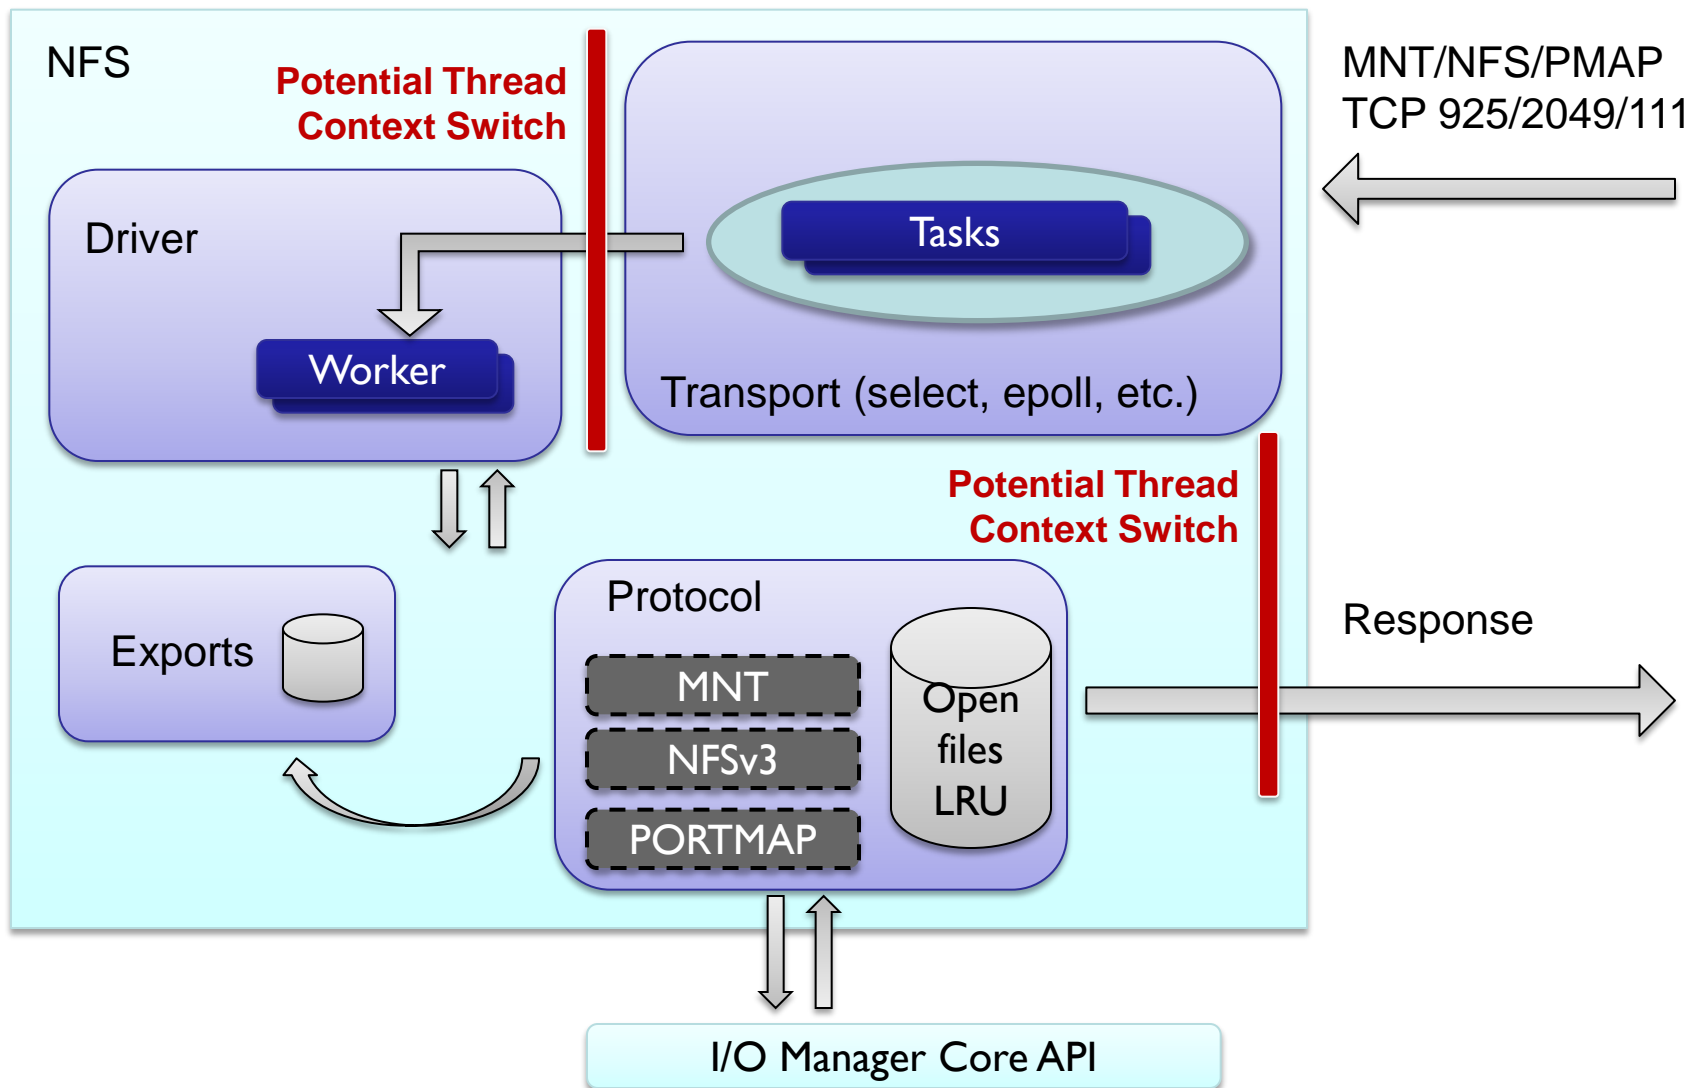 NFS
Potential Thread
Context Switch
MNT/NFS/PMAP
TCP 925/2049/111
Driver
Tasks
Worker
Transport (select, epoll, etc.)
Potential Thread
Context Switch
Protocol
Exports
MNT
NFSv3
PORTMAP
Open
files
LRU
Response
I/O Manager Core API